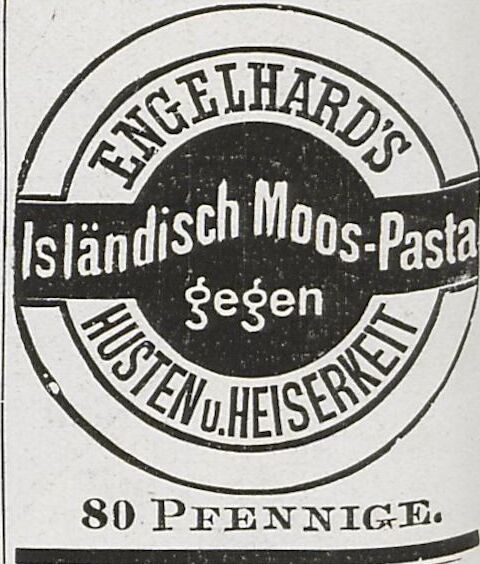 ENGELHARD'S
Isländisch Moos-Pasta
gegen
HUSTEN u. HEISERKEIT
80 PFENNIGE.